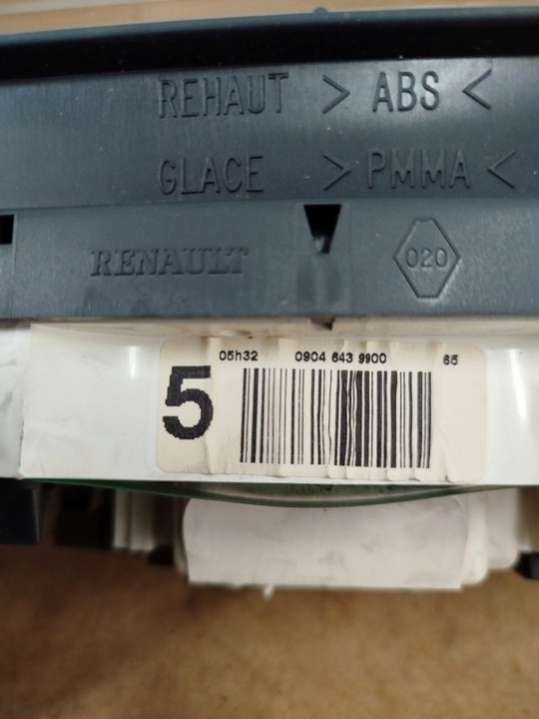 REHAUT > ABS <
GLACE > PMMA <
RENAULT 020
05h32 0904 643 9900 65
5